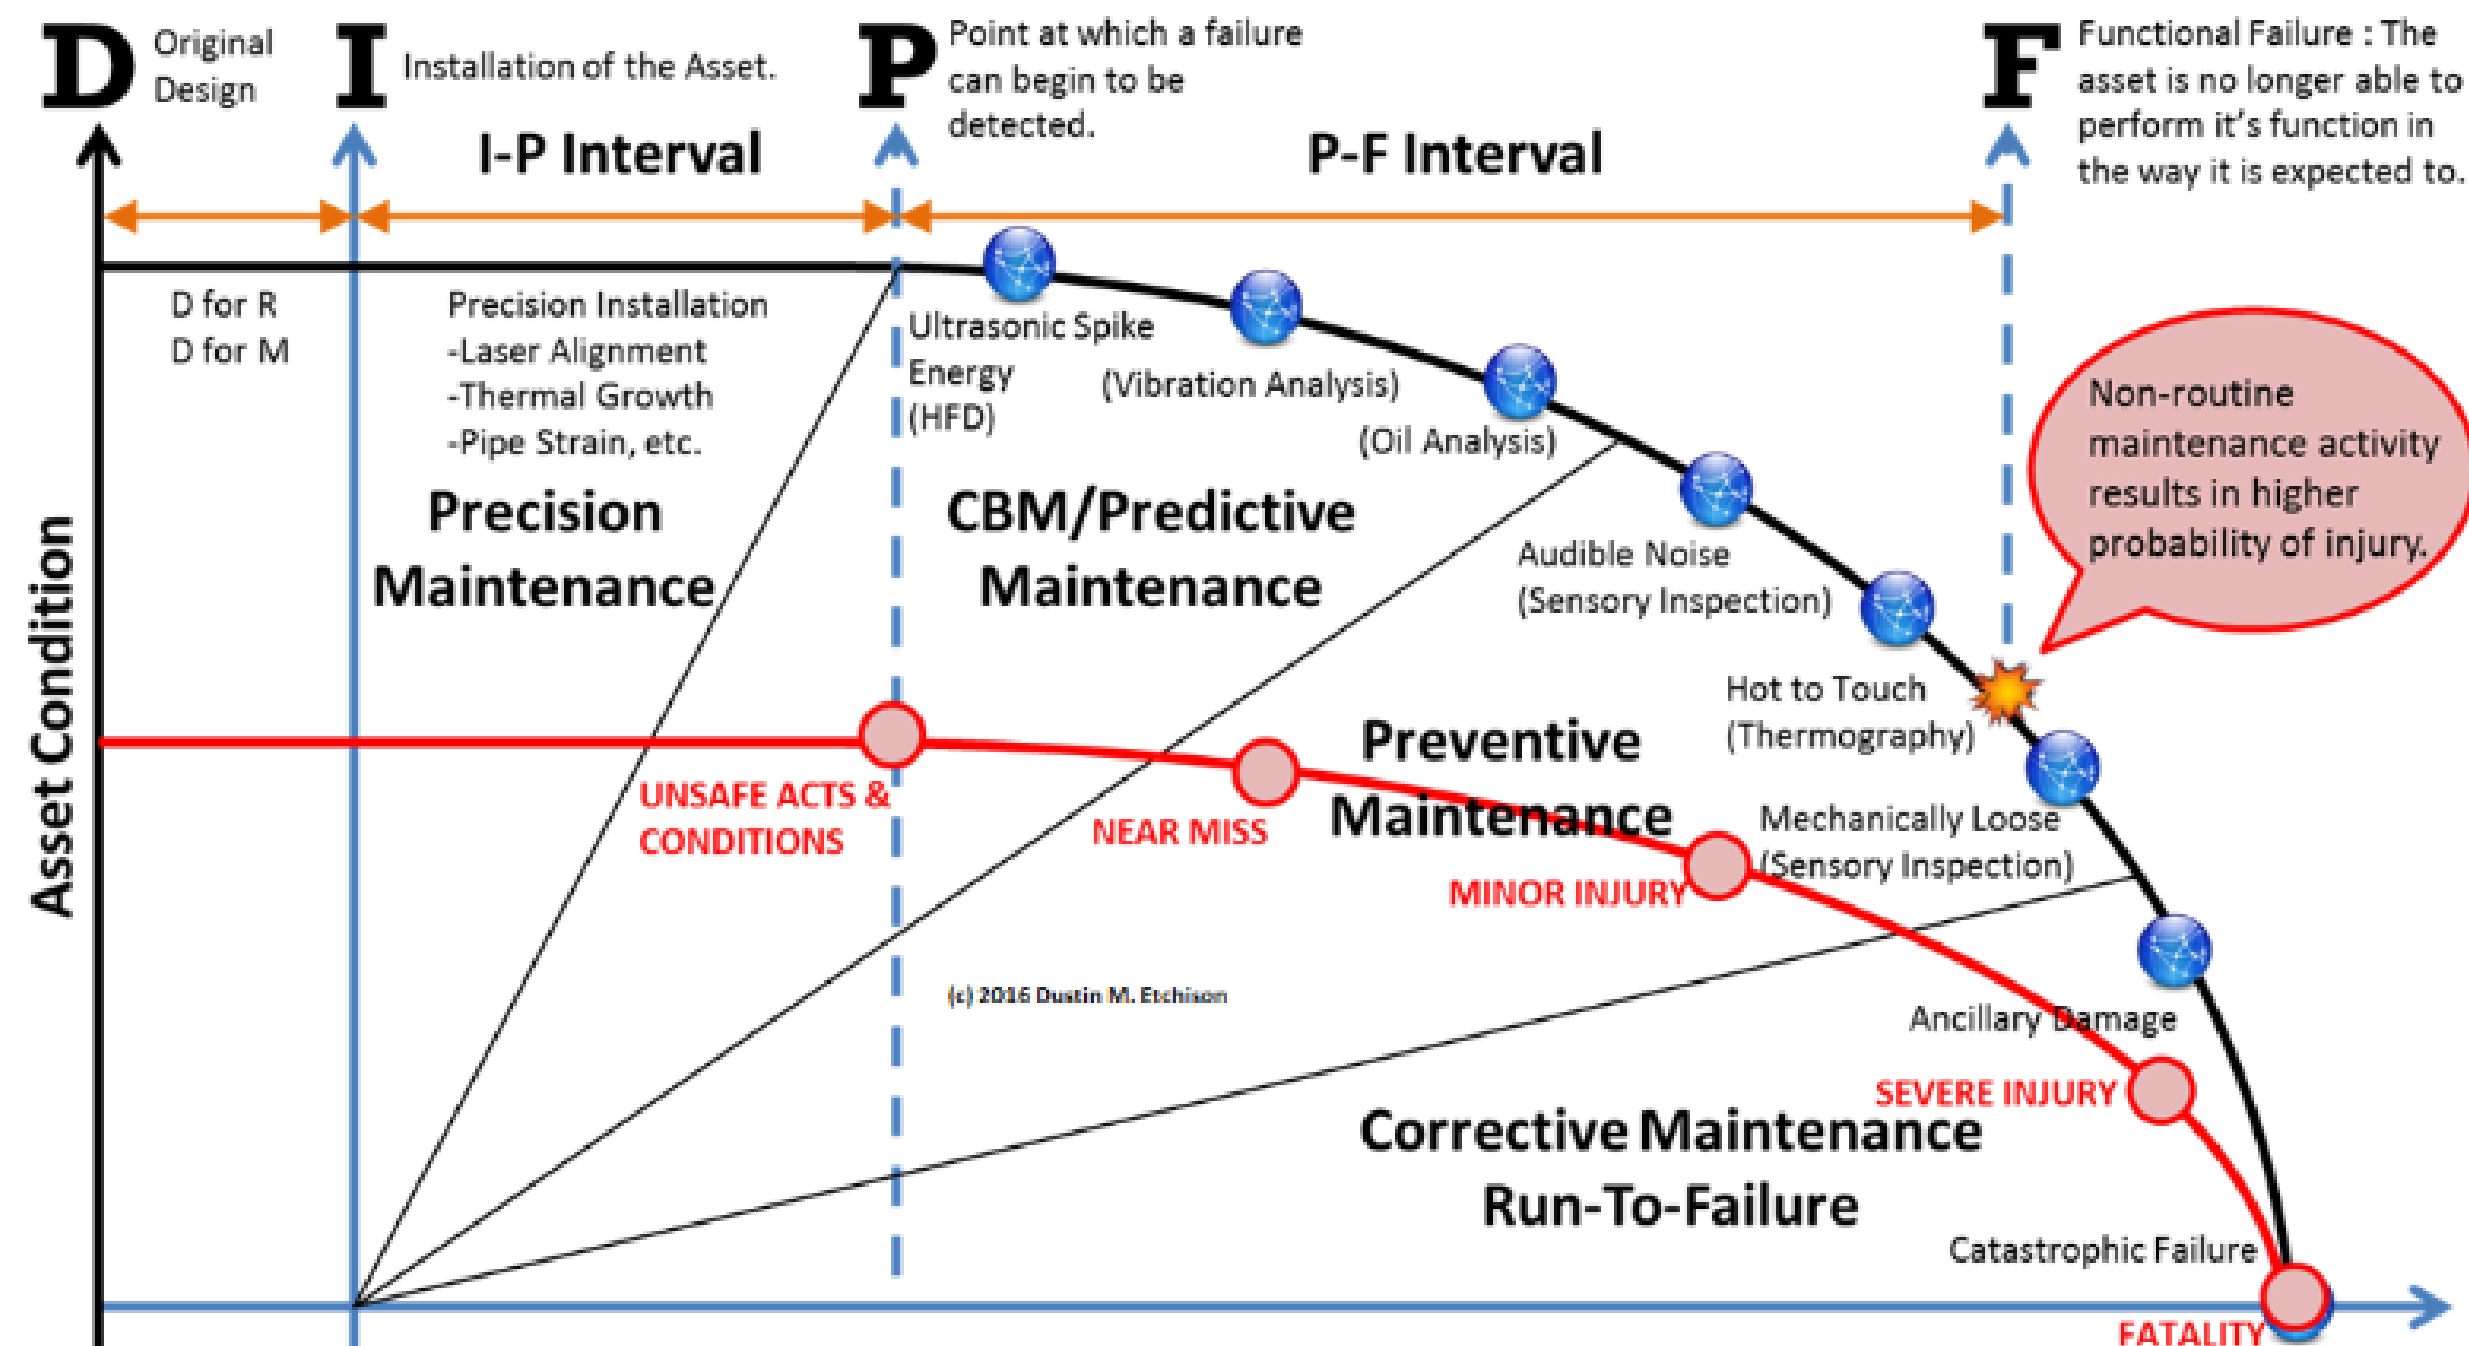 D
Original
Design
I
Installation of the Asset.
P
Point at which a failure
can begin to be
detected.
F
Functional Failure : The
asset is no longer able to
perform it's function in
the way it is expected to.
I-P Interval
P-F Interval
D for R
D for M
Precision Installation
-Laser Alignment
-Thermal Growth
-Pipe Strain, etc.
Ultrasonic Spike
Energy
(HFD)
(Vibration Analysis)
(Oil Analysis)
Non-routine
maintenance activity
results in higher
probability of injury.
Precision
Maintenance
CBM/Predictive
Maintenance
Audible Noise
(Sensory Inspection)
Asset Condition
Hot to Touch
(Thermography)
Preventive
Maintenance
UNSAFE ACTS &
CONDITIONS
NEAR MISS
Mechanically Loose
(Sensory Inspection)
MINOR INJURY
(c) 2016 Dustin M. Etchison
Ancillary Damage
SEVERE INJURY
Corrective Maintenance
Run-To-Failure
Catastrophic Failure
FATALITY